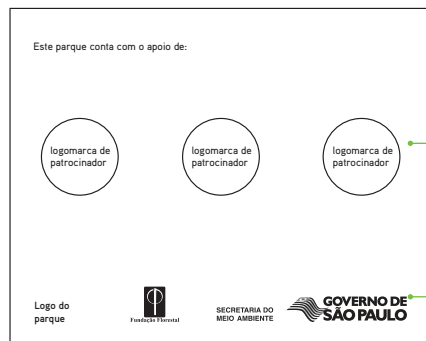 Este parque conta com o apoio de:
logomarca de
patrocinador
logomarca de
patrocinador
logomarca de
patrocinador
Logo do
parque
Fundação Florestal
SECRETARIA DO
MEIO AMBIENTE
GOVERNO DE
SÃO PAULO